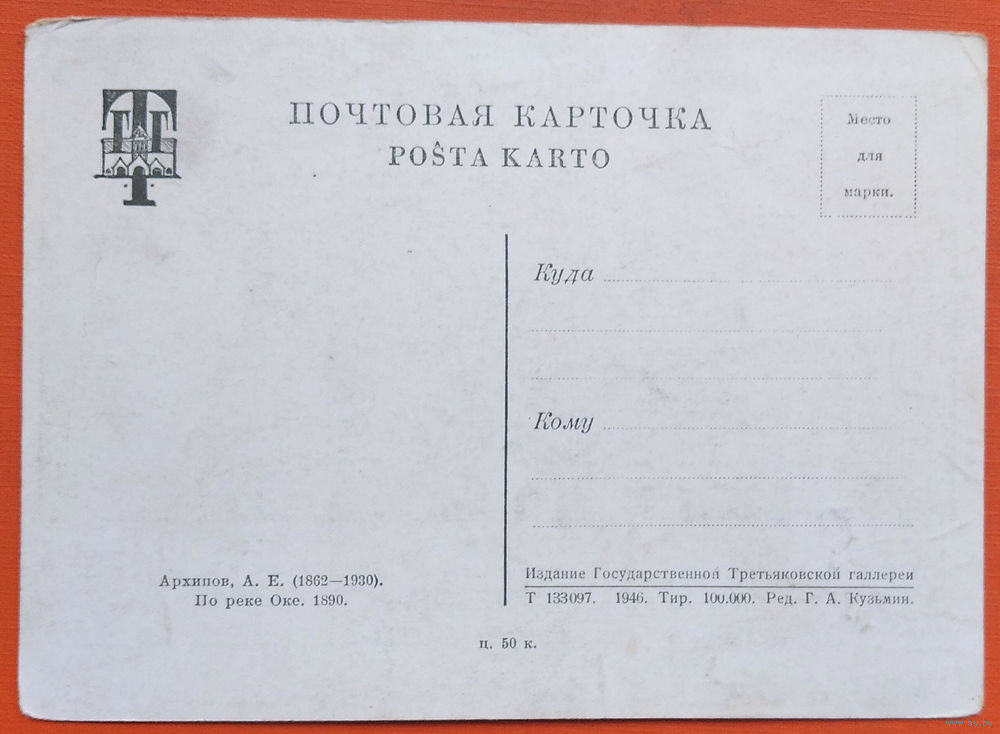 ПОЧТОВАЯ КАРТОЧКА
POŜTA KARTO
Место
для
марки.
Куда
Кому
Архипов, А. Е. (1862—1930).
По реке Оке. 1890.
Издание Государственной Третьяковской галлереи
Т 133097. 1946. Тир. 100.000. Ред. Г. А. Кузьмин.
ц. 50 к.